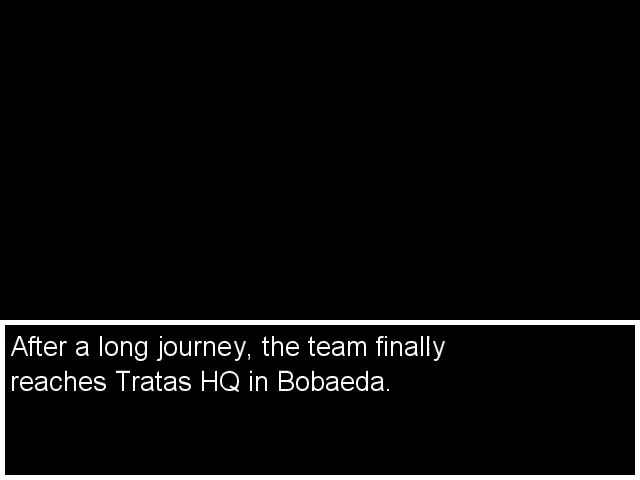 After a long journey, the team finally
reaches Tratas HQ in Bobaeda.